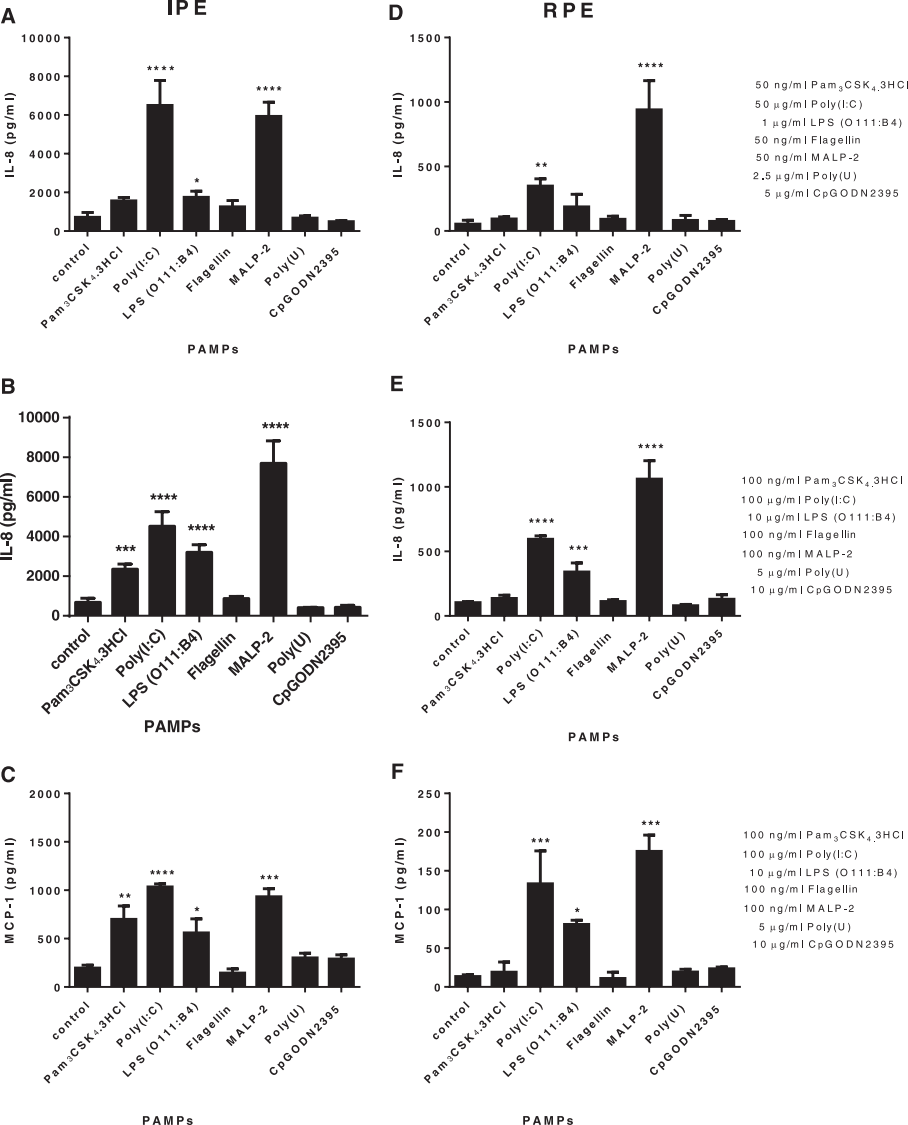 IPE
RPE
A
10000
8000
6000
4000
2000
0
IL-8 (pg/ml)
****
*
****
control
Pam3CSK4.3HCl
Poly(I:C)
LPS (O111:B4)
Flagellin
MALP-2
Poly(U)
CpGODN2395
PAMPs
D
1500
1000
500
0
IL-8 (pg/ml)
**
****
control
Pam3CSK4.3HCl
Poly(I:C)
LPS (O111:B4)
Flagellin
MALP-2
Poly(U)
CpGODN2395
PAMPs
50 ng/ml Pam3CSK4.3HCl
50 µg/ml Poly(I:C)
1 µg/ml LPS (O111:B4)
50 ng/ml Flagellin
50 ng/ml MALP-2
2.5 µg/ml Poly(U)
5 µg/ml CpGODN2395
B
10000
8000
6000
4000
2000
0
IL-8 (pg/ml)
***
****
****
****
control
Pam3CSK4.3HCl
Poly(I:C)
LPS (O111:B4)
Flagellin
MALP-2
Poly(U)
CpGODN2395
PAMPs
E
1500
1000
500
0
IL-8 (pg/ml)
****
***
****
control
Pam3CSK4.3HCl
Poly(I:C)
LPS (O111:B4)
Flagellin
MALP-2
Poly(U)
CpGODN2395
PAMPs
100 ng/ml Pam3CSK4.3HCl
100 µg/ml Poly(I:C)
10 µg/ml LPS (O111:B4)
100 ng/ml Flagellin
100 ng/ml MALP-2
5 µg/ml Poly(U)
10 µg/ml CpGODN2395
C
2000
1500
1000
500
0
MCP-1 (pg/ml)
**
****
*
***
control
Pam3CSK4.3HCl
Poly(I:C)
LPS (O111:B4)
Flagellin
MALP-2
Poly(U)
CpGODN2395
PAMPs
F
250
200
150
100
50
0
MCP-1 (pg/ml)
***
*
***
control
Pam3CSK4.3HCl
Poly(I:C)
LPS (O111:B4)
Flagellin
MALP-2
Poly(U)
CpGODN2395
PAMPs
100 ng/ml Pam3CSK4.3HCl
100 µg/ml Poly(I:C)
10 µg/ml LPS (O111:B4)
100 ng/ml Flagellin
100 ng/ml MALP-2
5 µg/ml Poly(U)
10 µg/ml CpGODN2395